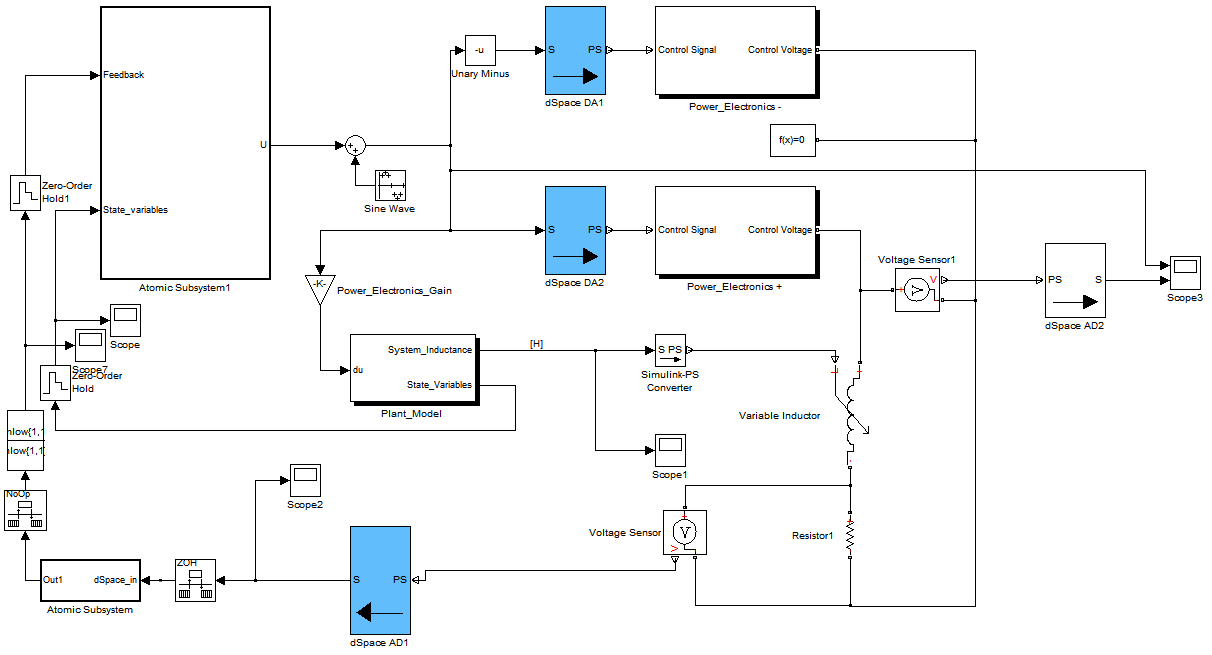 -u
Unary Minus
S
PS
dSpace DA1
Control Signal
Control Voltage
Power_Electronics -
Feedback
U
State_variables
Atomic Subsystem1
+
+
Sine Wave
f(x)=0
Zero-Order
Hold1
S
PS
dSpace DA2
Control Signal
Control Voltage
Power_Electronics +
Voltage Sensor1
V
+
-
PS
S
dSpace AD2
Scope3
-K-
Power_Electronics_Gain
Scope
Scope7
Zero-Order
Hold
du
System_Inductance
State_Variables
Plant_Model
[H]
S PS
Simulink-PS
Converter
L
+
Variable Inductor
-
Scope1
NoOp
Scope2
Voltage Sensor
+
V
V
-
+
Resistor1
-
Out1
dSpace_in
Atomic Subsystem
ZOH
S
PS
dSpace AD1